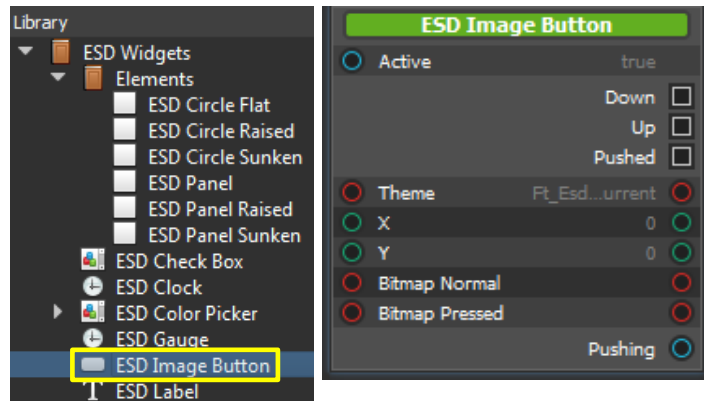 Library
ESD Widgets
Elements
ESD Circle Flat
ESD Circle Raised
ESD Circle Sunken
ESD Panel
ESD Panel Raised
ESD Panel Sunken
ESD Check Box
ESD Clock
ESD Color Picker
ESD Gauge
ESD Image Button
T ESD Label
ESD Image Button
Active true
Down
Up
Pushed
Theme Ft_Esd...urrent
X 0
Y 0
Bitmap Normal
Bitmap Pressed
Pushing